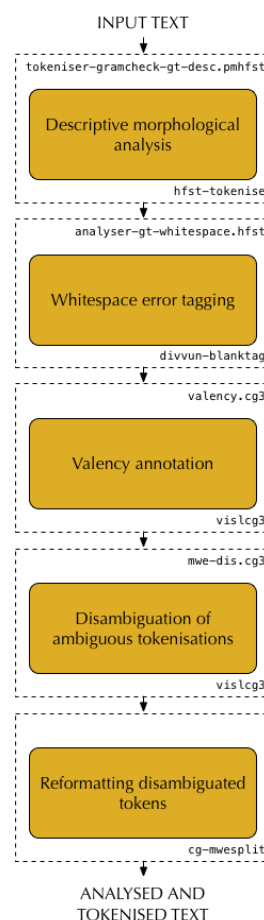 INPUT TEXT
tokeniser-gramcheck-gt-desc.pmhfst
Descriptive morphological
analysis
hfst-tokenise
analyser-gt-whitespace.hfst
Whitespace error tagging
divvun-blanktag
valency.cg3
Valency annotation
vislcg3
mwe-dis.cg3
Disambiguation of
ambiguous tokenisations
vislcg3
Reformatting disambiguated
tokens
cg-mwesplit
ANALYSED AND
TOKENISED TEXT